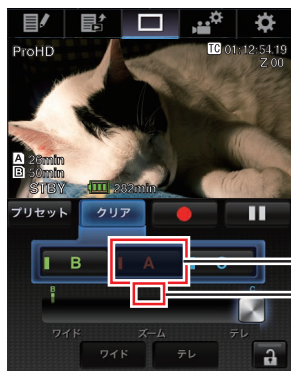 ProHD
TC 01:12:54.19
Z 00
A 26min
B 50min
STBY 282min
プリセット クリア
B A C
B C
ワイド ズーム テレ
ワイド テレ